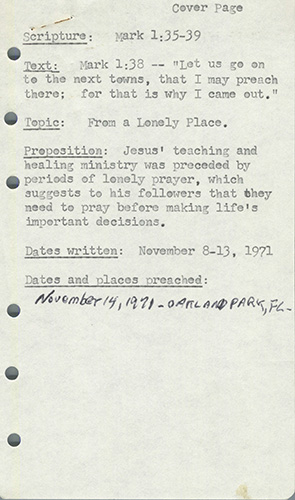 Cover Page
Scripture: Mark 1:35-39
Text: Mark 1:38 -- "Let us go on
to the next towns, that I may preach
there; for that is why I came out."
Topic: From a Lonely Place.
Proposition: Jesus' teaching and
healing ministry was preceded by
periods of lonely prayer, which
suggests to his followers that they
need to pray before making life's
important decisions.
Dates written: November 8-13, 1971
Dates and places preached:
November 14, 1971 - OAKLAND PARK, FL -